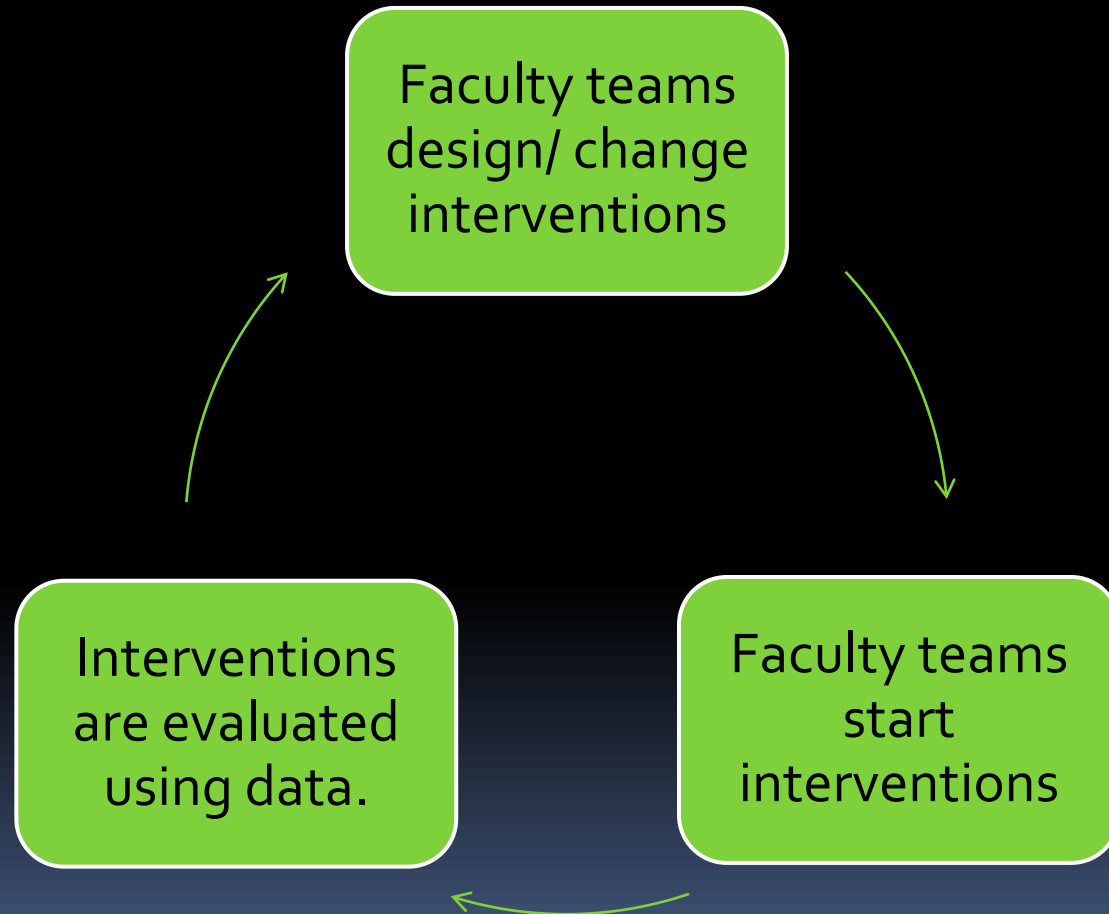 Faculty teams
design/ change
interventions
Faculty teams
start
interventions
Interventions
are evaluated
using data.